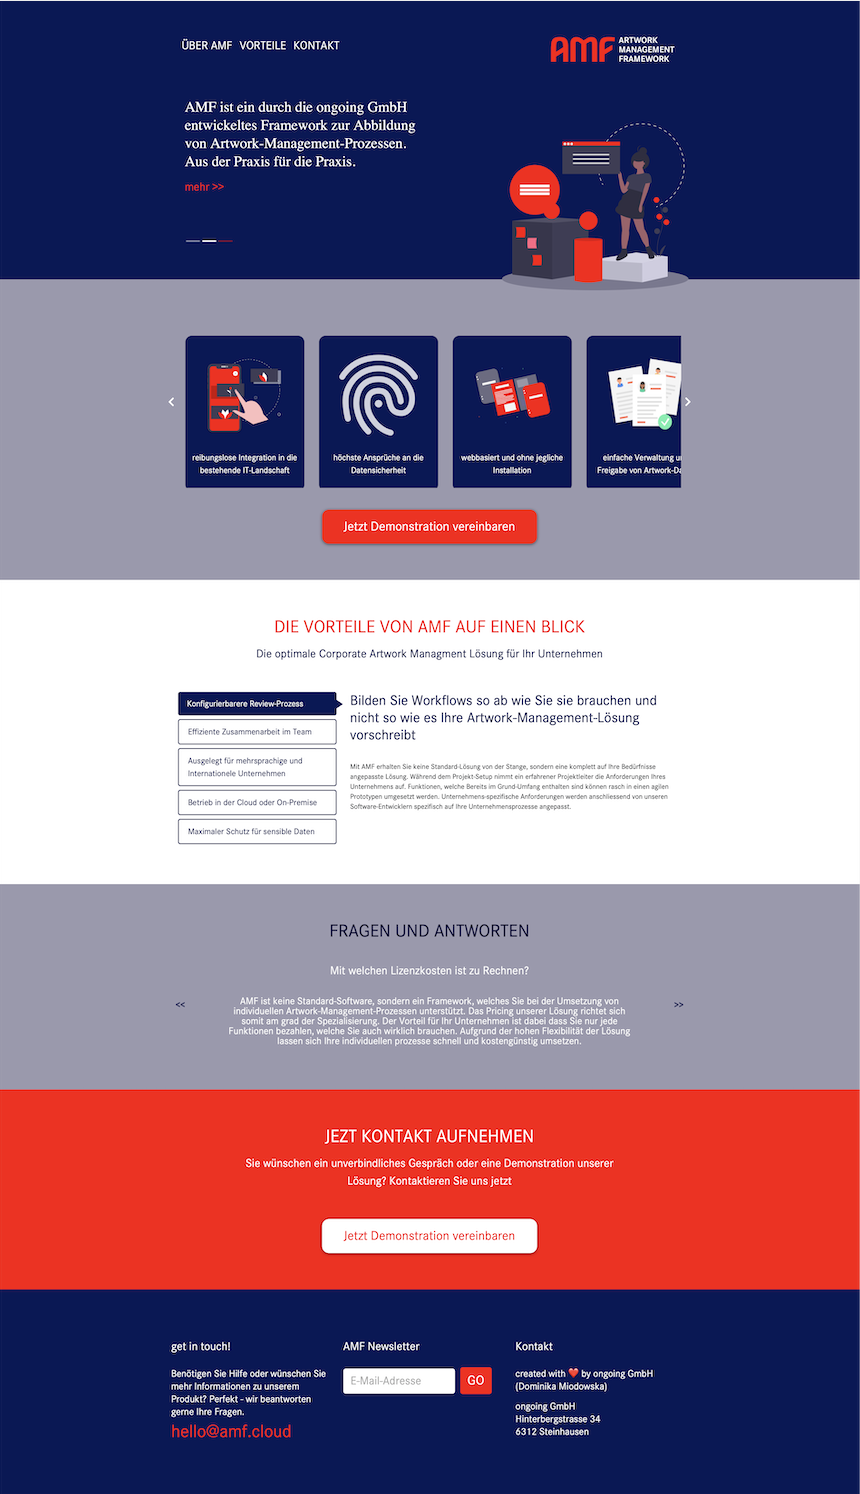 ÜBER AMF VORTEILE KONTAKT
AMF ARTWORK
MANAGEMENT
FRAMEWORK
AMF ist ein durch die ongoing GmbH
entwickeltes Framework zur Abbildung
von Artwork-Management-Prozessen.
Aus der Praxis für die Praxis.
mehr >>
reibungslose Integration in die
bestehende IT-Landschaft
höchste Ansprüche an die
Datensicherheit
webbasiert und ohne jegliche
Installation
einfache Verwaltung
Freigabe von
Jetzt Demonstration vereinbaren
DIE VORTEILE VON AMF AUF EINEN BLICK
Die optimale Corporate Artwork Managment Lösung für Ihr Unternehmen
Konfigurierbarere Review-Prozess
Effiziente Zusammenarbeit im Team
Ausgelegt für mehrsprachige und
Internationele Unternehmen
Betrieb in der Cloud oder On-Premise
Maximaler Schutz für sensible Daten
Bilden Sie Workflows so ab wie Sie sie brauchen und
nicht so wie es Ihre Artwork-Management-Lösung
vorschreibt
Mit AMF erhalten Sie keine Standard-Lösung von der Stange, sondern eine komplett auf Ihre Bedürfnisse
angepasste Lösung. Während dem Projekt-Setup nimmt ein erfahrener Projektleiter die Anforderungen Ihres
Unternehmens auf. Funktionen, welche Bereits im Grund-Umfang enthalten sind können rasch in einen agilen
Prototypen umgesetzt werden. Unternehmens-spezifische Anforderungen werden anschliessend von unseren
Software-Entwicklern spezifisch auf Ihre Unternehmensprozesse angepasst.
FRAGEN UND ANTWORTEN
Mit welchen Lizenzkosten ist zu Rechnen?
<<
>>
AMF ist keine Standard-Software, sondern ein Framework, welches Sie bei der Umsetzung von
individuellen Artwork-Management-Prozessen unterstützt. Das Pricing unserer Lösung richtet sich
somit am grad der Spezialisierung. Der Vorteil für Ihr Unternehmen ist dabei dass Sie nur jede
Funktionen bezahlen, welche Sie auch wirklich brauchen. Aufgrund der hohen Flexibilität der Lösung
lassen sich Ihre individuellen prozesse schnell und kostengünstig umsetzen.
JEZT KONTAKT AUFNEHMEN
Sie wünschen ein unverbindliches Gespräch oder eine Demonstration unserer
Lösung? Kontaktieren Sie uns jetzt
Jetzt Demonstration vereinbaren
get in touch!
Benötigen Sie Hilfe oder wünschen Sie
mehr Informationen zu unserem
Produkt? Perfekt - wir beantworten
gerne Ihre Fragen.
hello@amf.cloud
AMF Newsletter
E-Mail-Adresse
GO
Kontakt
created with ❤️ by ongoing GmbH
(Dominika Miodowska)
ongoing GmbH
Hinterbergstrasse 34
6312 Steinhausen